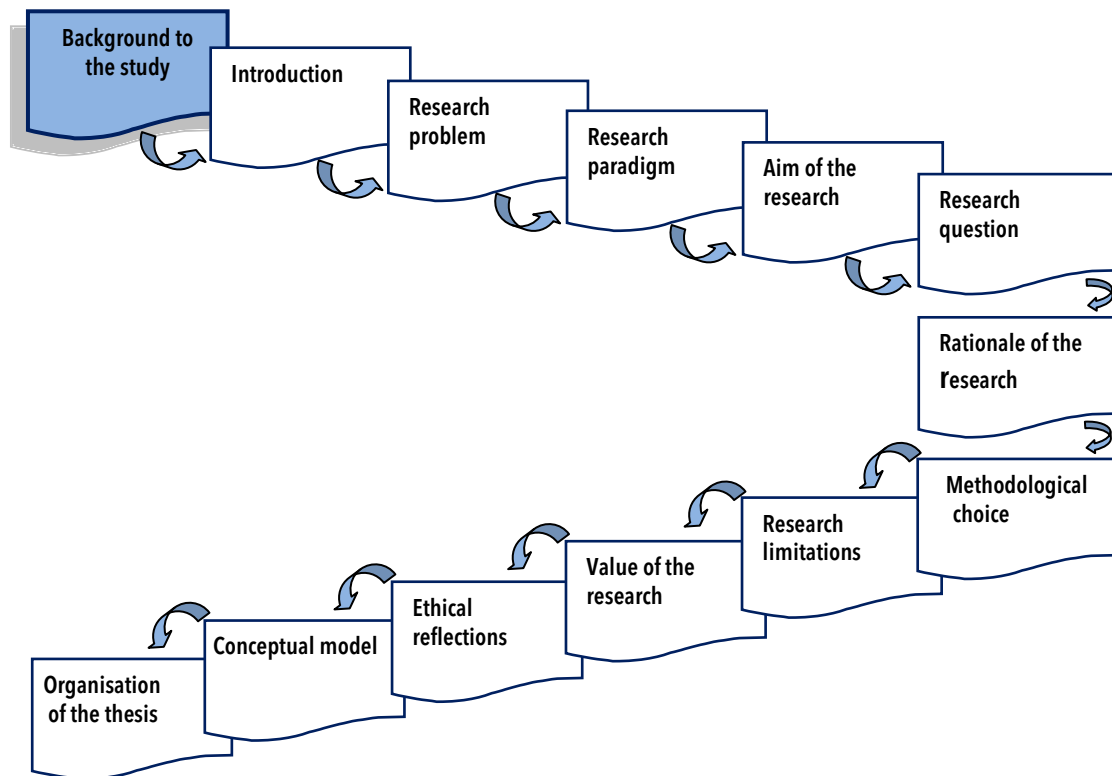 Background to
the study
Introduction
Research
problem
Research
paradigm
Aim of the
research
Research
question
Rationale of the
research
Methodological
choice
Research
limitations
Value of the
research
Ethical
reflections
Conceptual model
Organisation
of the thesis